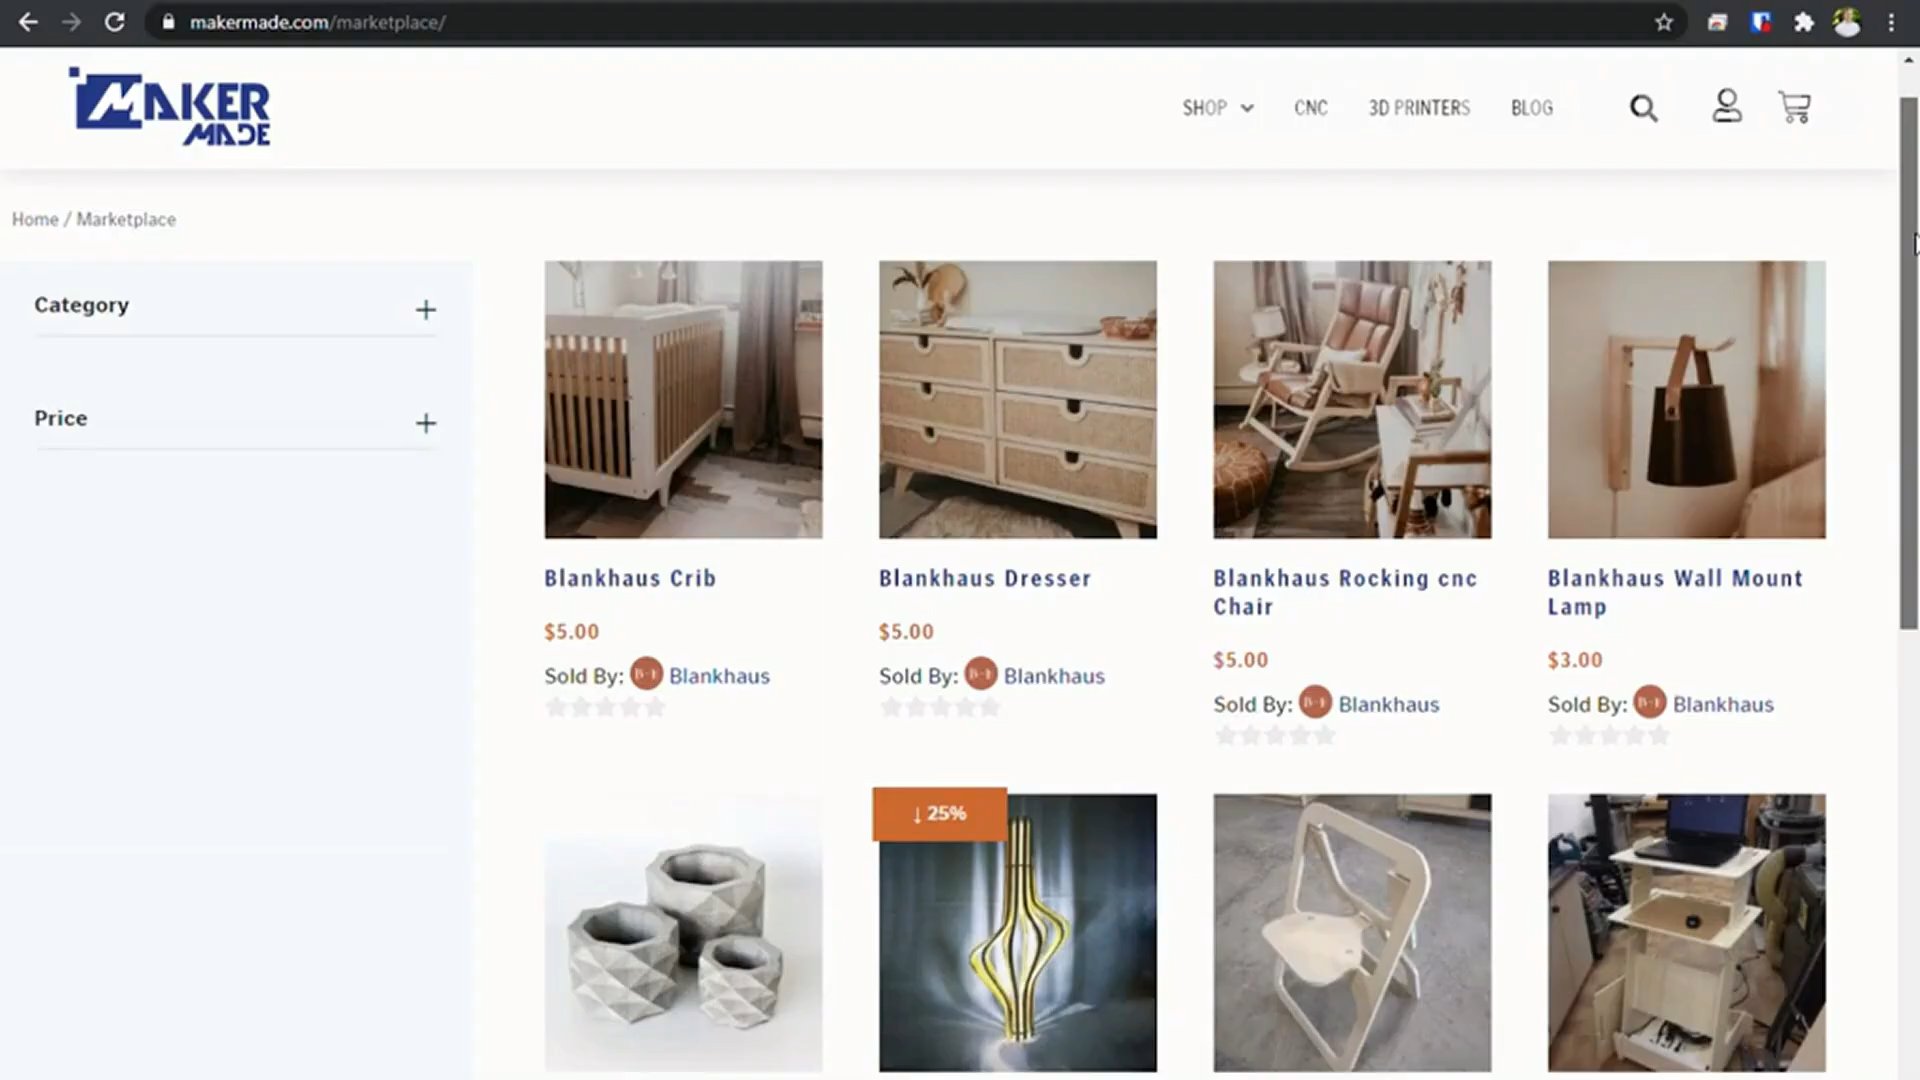 makermade.com/marketplace/
MAKER
MADE
SHOP
CNC
3D PRINTERS
BLOG
Home / Marketplace
Category
Price
Blankhaus Crib
$5.00
Sold By: B-H Blankhaus
Blankhaus Dresser
$5.00
Sold By: B-H Blankhaus
Blankhaus Rocking cnc
Chair
$5.00
Sold By: B-H Blankhaus
Blankhaus Wall Mount
Lamp
$3.00
Sold By: B-H Blankhaus
↓ 25%